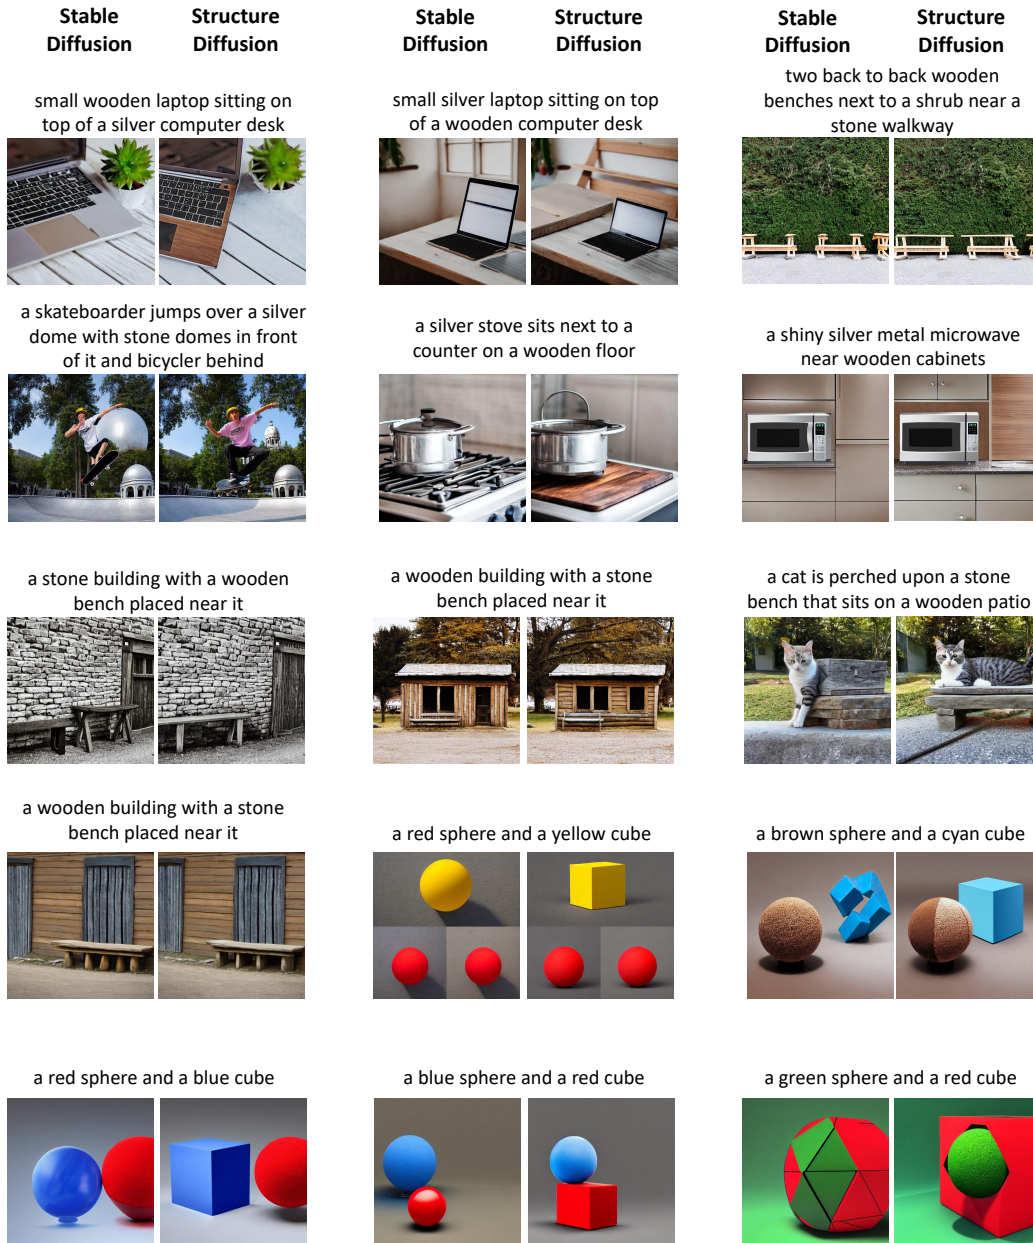 Stable
Diffusion
Structure
Diffusion
Stable
Diffusion
Structure
Diffusion
Stable
Diffusion
Structure
Diffusion
small wooden laptop sitting on
top of a silver computer desk
small silver laptop sitting on top
of a wooden computer desk
two back to back wooden
benches next to a shrub near a
stone walkway
a skateboarder jumps over a silver
dome with stone domes in front
of it and bicycler behind
a silver stove sits next to a
counter on a wooden floor
a shiny silver metal microwave
near wooden cabinets
a stone building with a wooden
bench placed near it
a wooden building with a stone
bench placed near it
a cat is perched upon a stone
bench that sits on a wooden patio
a wooden building with a stone
bench placed near it
a red sphere and a yellow cube
a brown sphere and a cyan cube
a red sphere and a blue cube
a blue sphere and a red cube
a green sphere and a red cube